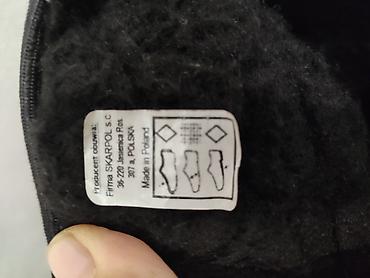 Producent obuwia:
Firma SKARPOL s.c
36-220 Jasienica Ros.
307 a, POLSKA
Made in Poland